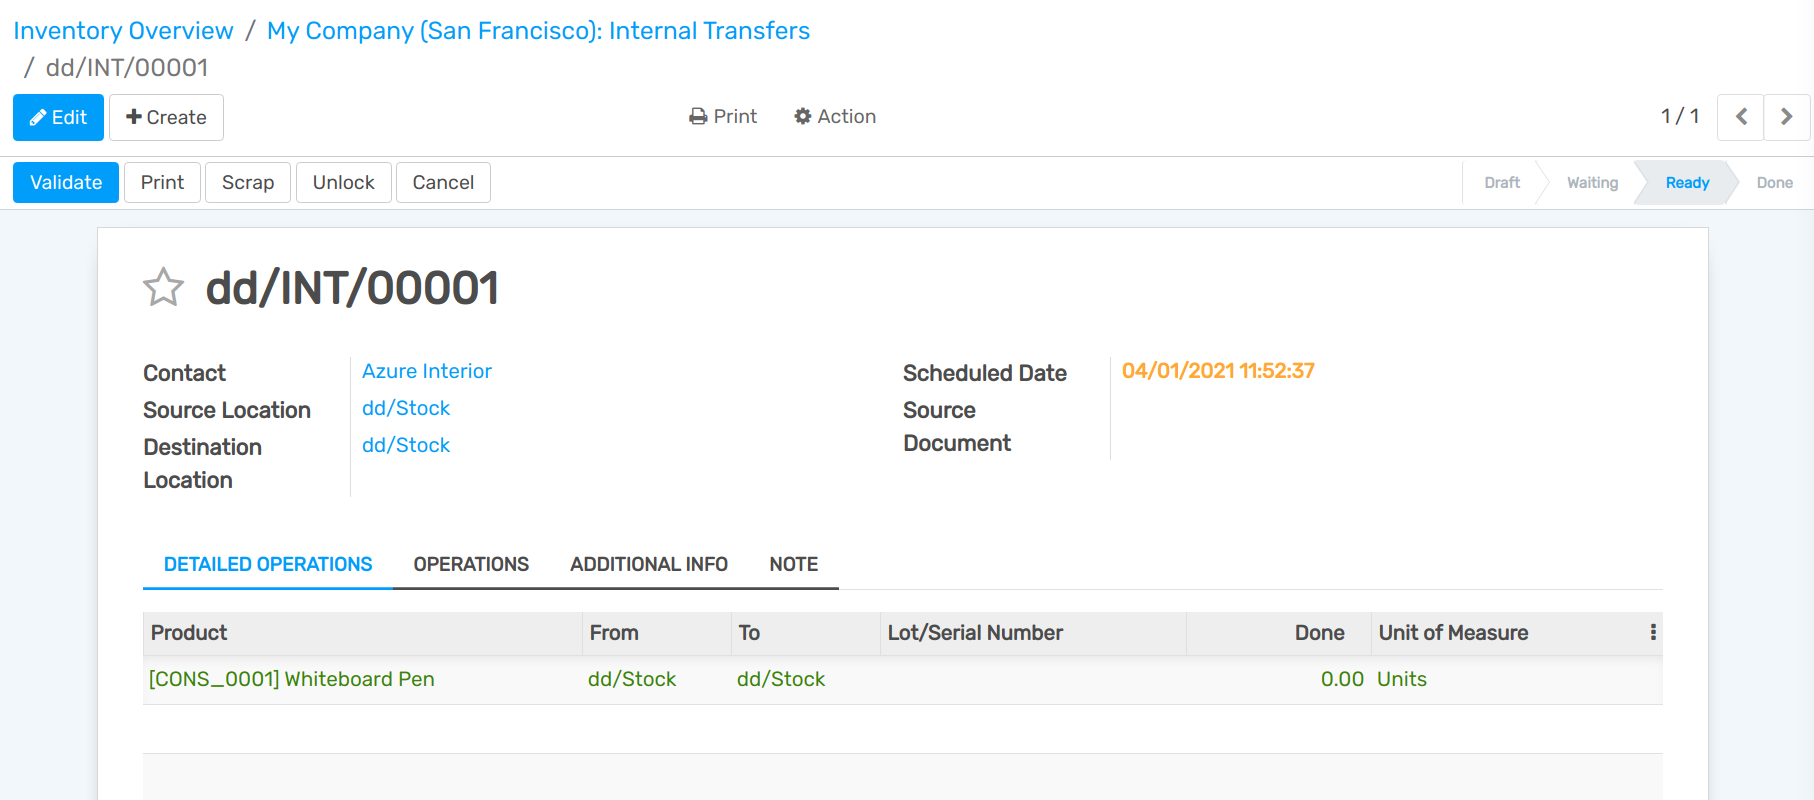 Inventory Overview / My Company (San Francisco): Internal Transfers
/ dd/INT/00001
Edit Create Print Action 1 / 1
Validate Print Scrap Unlock Cancel Draft Waiting Ready Done
dd/INT/00001
Contact Azure Interior Scheduled Date 04/01/2021 11:52:37
Source Location dd/Stock Source
Document
Destination dd/Stock
Location
DETAILED OPERATIONS OPERATIONS ADDITIONAL INFO NOTE
Product From To Lot/Serial Number Done Unit of Measure
[CONS_0001] Whiteboard Pen dd/Stock dd/Stock 0.00 Units